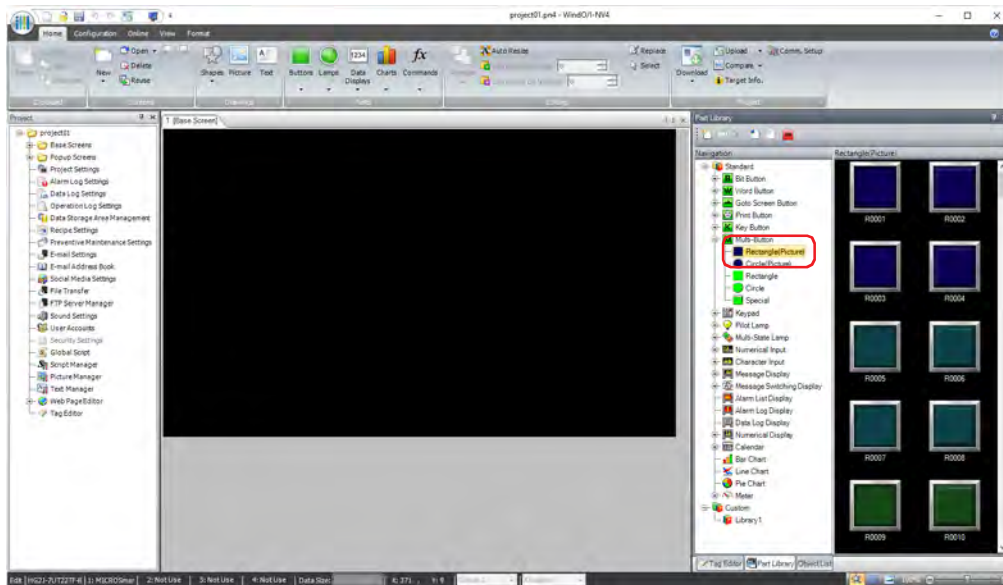 project01.pn4 - WindO/I-NV4
Home Configuration Online View Format
New
Open
Delete
Reuse
Shapes Picture Text
Buttons Lamps Data Displays Charts Commands
1234
fx
Auto Resize
Replace
Select
Download
Upload
Compare
Target Info.
Comm. Setup
Project
project01
Base Screens
Popup Screens
Project Settings
Alarm Log Settings
Data Log Settings
Operation Log Settings
Data Storage Area Management
Recipe Settings
Preventive Maintenance Settings
E-mail Settings
E-mail Address Book
Social Media Settings
File Transfer
FTP Server Manager
Sound Settings
User Accounts
Security Settings
Global Script
Script Manager
Picture Manager
Text Manager
Web Page Editor
Tag Editor
1 [Base Screen]
Part Library
Navigation
Standard
Bit Button
Word Button
Goto Screen Button
Print Button
Key Button
Multi-Button
Rectangle(Picture)
Circle(Picture)
Rectangle
Circle
Special
Keypad
Pilot Lamp
Multi-State Lamp
Numerical Input
Character Input
Message Display
Message Switching Display
Alarm List Display
Alarm Log Display
Data Log Display
Numerical Display
Calendar
Bar Chart
Line Chart
Pie Chart
Meter
Custom
Library1
Rectangle(Picture)
R0001 R0002
R0003 R0004
R0005 R0006
R0007 R0008
R0009 R0010
Tag Editor Part Library Object List
Edit 2: Not Use 3: Not Use 4: Not Use Data Size: